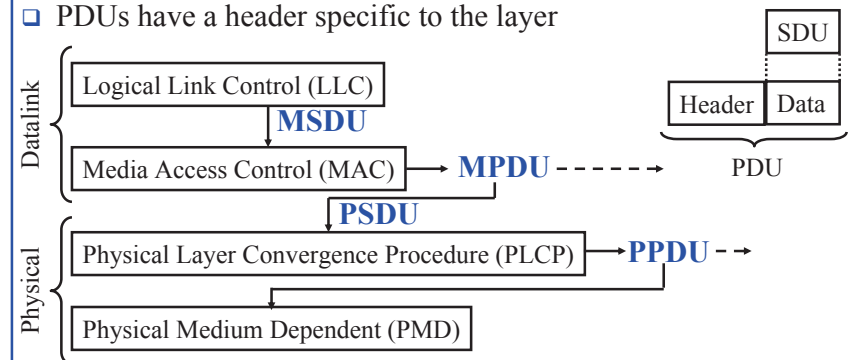 PDUs have a header specific to the layer
SDU
Header Data
PDU
Datalink
Logical Link Control (LLC)
MSDU
Media Access Control (MAC)
MPDU
PSDU
Physical
Physical Layer Convergence Procedure (PLCP)
PPDU
Physical Medium Dependent (PMD)